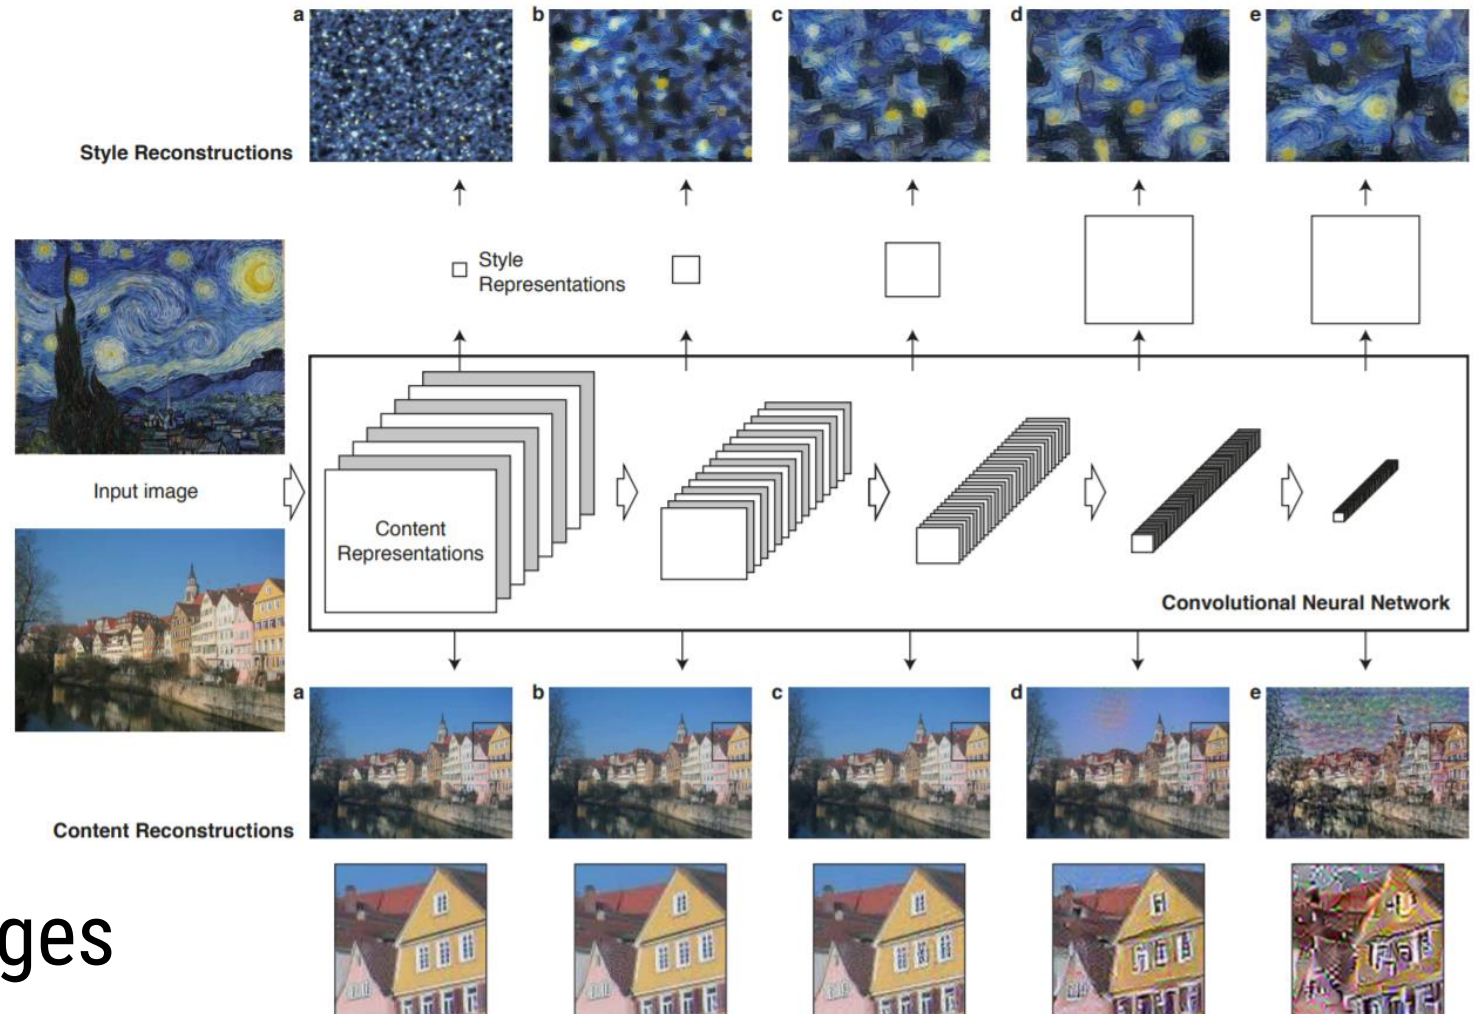 a
b
c
d
e
Style Reconstructions
Style
Representations
Input image
Content
Representations
Convolutional Neural Network
a
b
c
d
e
Content Reconstructions
ges